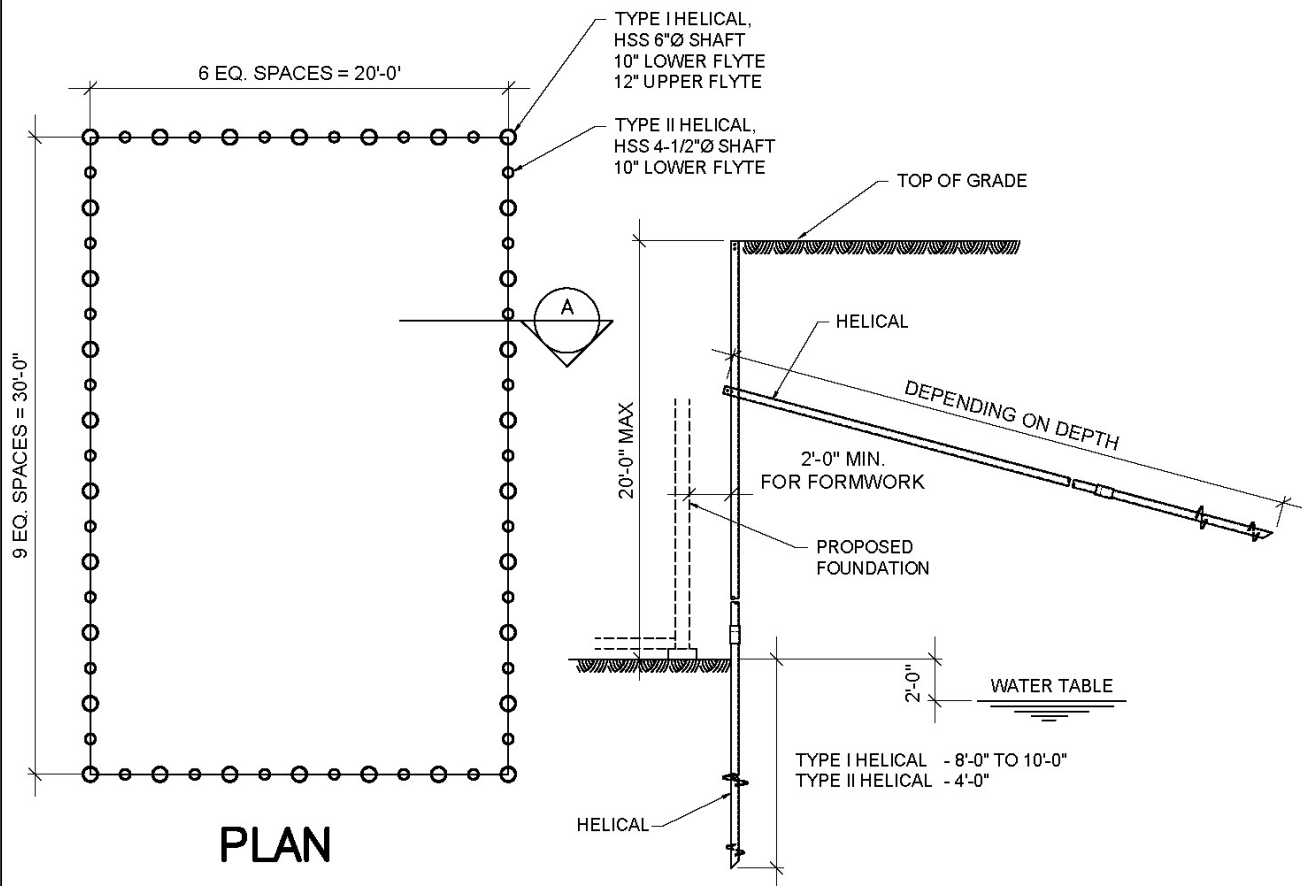 TYPE I HELICAL,
HSS 6"Ø SHAFT
10" LOWER FLYTE
12" UPPER FLYTE
6 EQ. SPACES = 20'-0'
TYPE II HELICAL,
HSS 4-1/2"Ø SHAFT
10" LOWER FLYTE
TOP OF GRADE
A
HELICAL
9 EQ. SPACES = 30'-0"
20'-0" MAX
DEPENDING ON DEPTH
2'-0" MIN.
FOR FORMWORK
PROPOSED
FOUNDATION
2'-0"
WATER TABLE
TYPE I HELICAL - 8'-0" TO 10'-0"
TYPE II HELICAL - 4'-0"
HELICAL
PLAN